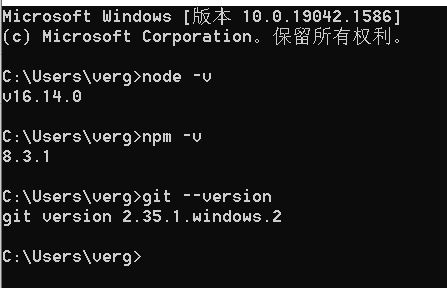 Microsoft Windows [版本 10.0.19042.1586]
(c) Microsoft Corporation。保留所有权利。
C:\Users\verg>node -v
v16.14.0
C:\Users\verg>npm -v
8.3.1
C:\Users\verg>git --version
git version 2.35.1.windows.2
C:\Users\verg>